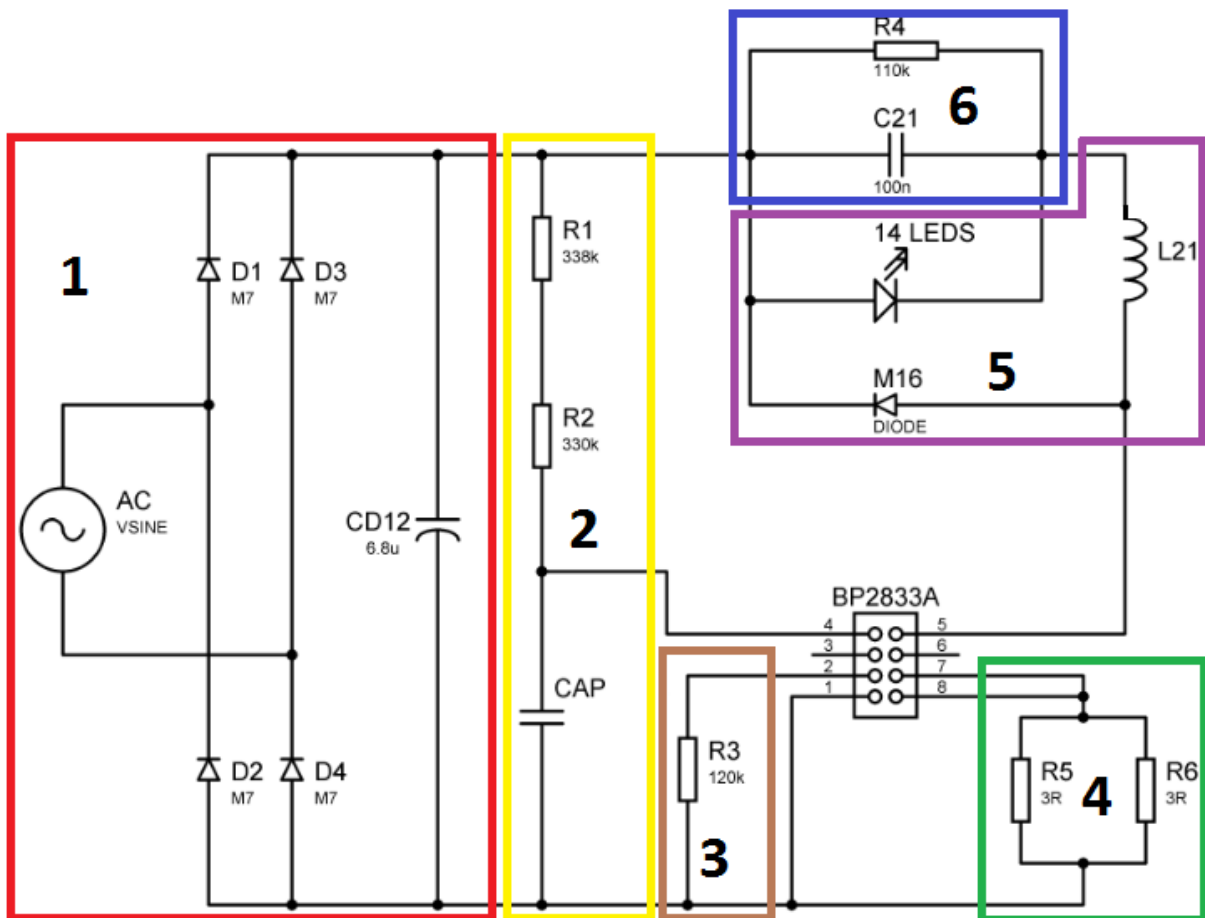 R4
110k
6
C21
100n
14 LEDS
L21
5
M16
DIODE
1
D1
M7
D3
M7
R1
338k
R2
330k
2
AC
VSINE
CD12
6.8u
CAP
BP2833A
4
3
2
1
5
6
7
8
D2
M7
D4
M7
R3
120k
3
R5
3R
4
R6
3R